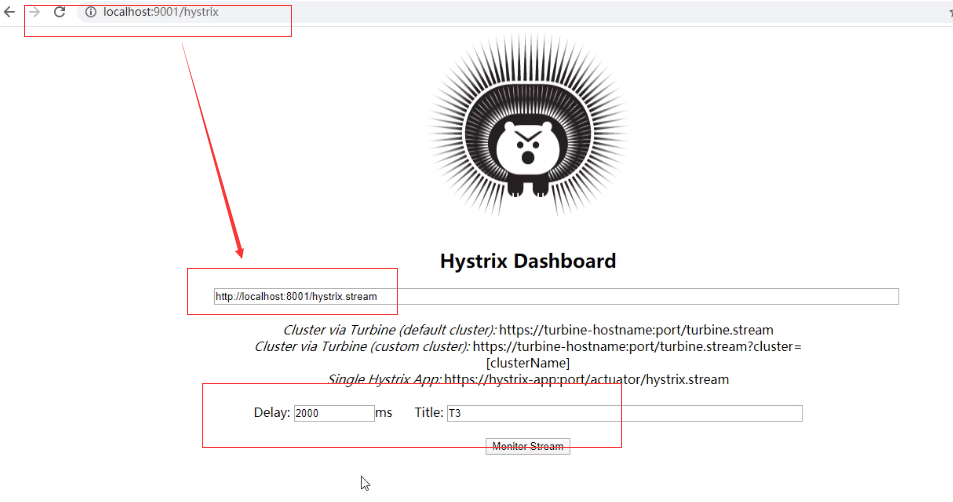 localhost:9001/hystrix
Hystrix Dashboard
http://localhost:8001/hystrix.stream
Cluster via Turbine (default cluster): https://turbine-hostname:port/turbine.stream
Cluster via Turbine (custom cluster): https://turbine-hostname:port/turbine.stream?cluster=
[clusterName]
Single Hystrix App: https://hystrix-app:port/actuator/hystrix.stream
Delay: 2000 ms Title: T3
Monitor Stream